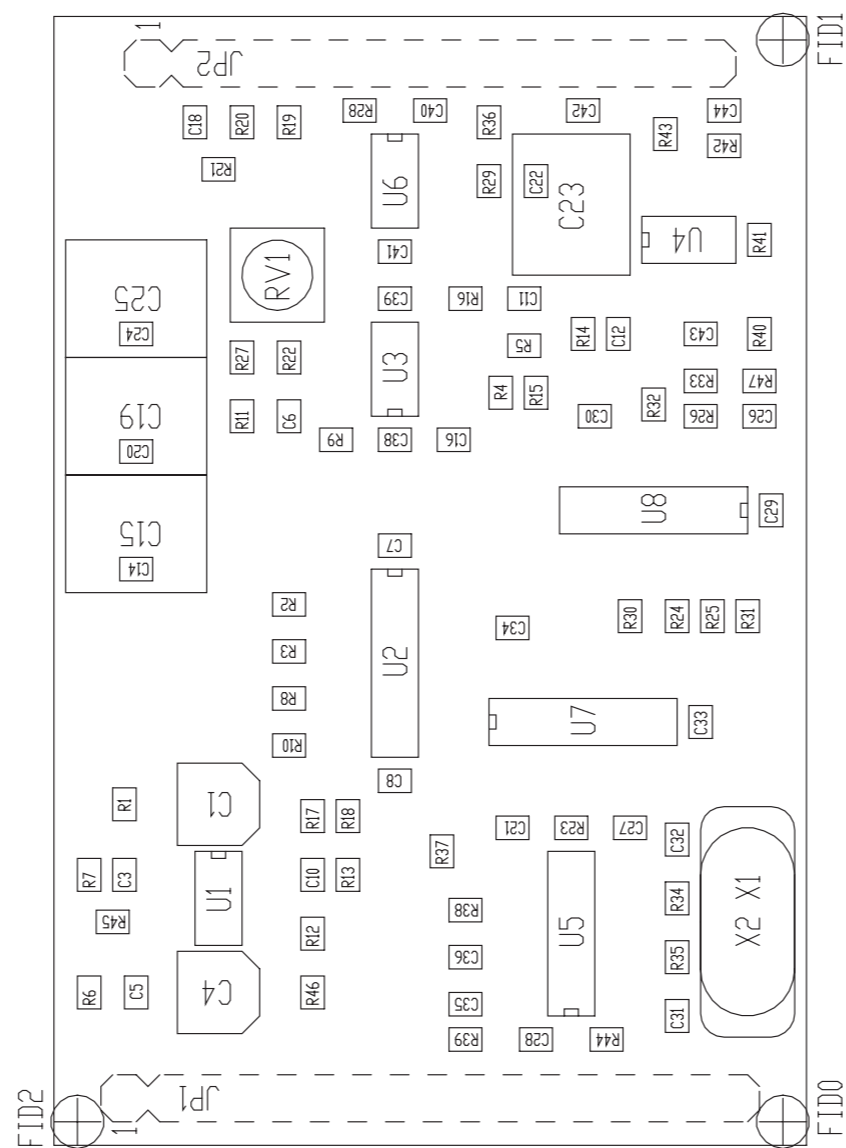 1
FID1
JP2
C18
R20
R19
R28
C40
R36
C42
R43
C44
R42
R21
U6
R29
C22
C23
U4
R41
C41
RV1
C25
C24
C39
R16
C11
R27
R22
U3
R5
R14
C12
C43
R40
R4
R15
R33
R47
C19
C20
R11
C6
R9
C38
C16
C30
R32
R26
C26
C15
C14
C7
U8
C29
R2
R3
R8
R10
U2
C34
R30
R24
R25
R31
U7
C33
C8
R1
C1
R17
R18
R37
C21
R23
C27
C32
R7
C3
R45
U1
C10
R13
R12
R38
C36
U5
R34
R35
X2 X1
R6
C5
C4
R46
C35
R39
C28
R44
C31
FID2
1
JP1
FID0